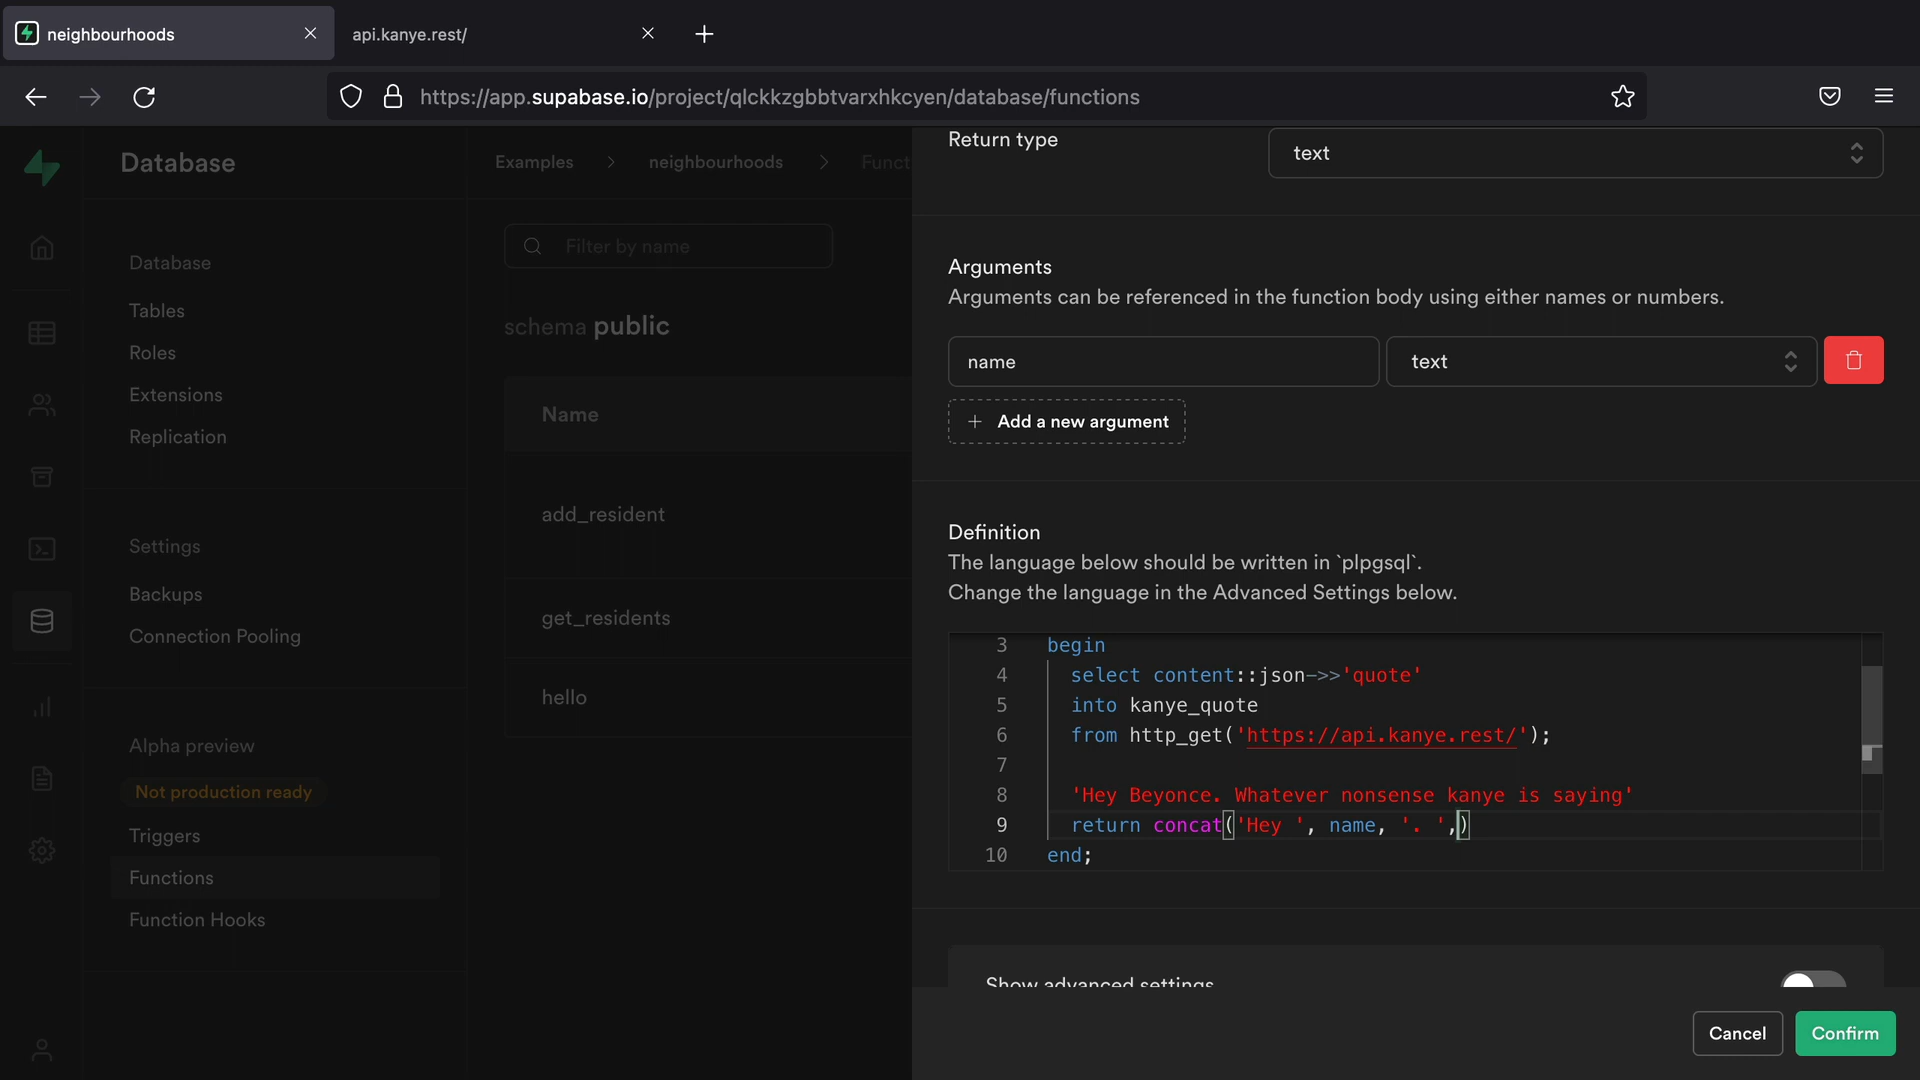 neighbourhoods
api.kanye.rest/
https://app.supabase.io/project/qlckkzgbbtvarxhkcyen/database/functions
Database
Database
Tables
Roles
Extensions
Replication
Settings
Backups
Connection Pooling
Alpha preview
Not production ready
Triggers
Functions
Function Hooks
Examples > neighbourhoods > Funct
Filter by name
schema public
Name
add_resident
get_residents
hello
Return type
text
Arguments
Arguments can be referenced in the function body using either names or numbers.
name text
+ Add a new argument
Definition
The language below should be written in `plpgsql`.
Change the language in the Advanced Settings below.
3 begin
4 select content::json->>'quote'
5 into kanye_quote
6 from http_get('https://api.kanye.rest/');
7
8 'Hey Beyonce. Whatever nonsense kanye is saying'
9 return concat('Hey ', name, '. ',)
10 end;
Show advanced settings
Cancel Confirm